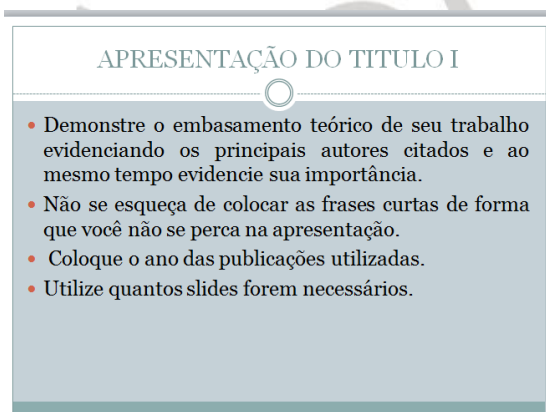 APRESENTAÇÃO DO TITULO I
• Demonstre o embasamento teórico de seu trabalho
evidenciando os principais autores citados e ao
mesmo tempo evidencie sua importância.
• Não se esqueça de colocar as frases curtas de forma
que você não se perca na apresentação.
• Coloque o ano das publicações utilizadas.
• Utilize quantos slides forem necessários.